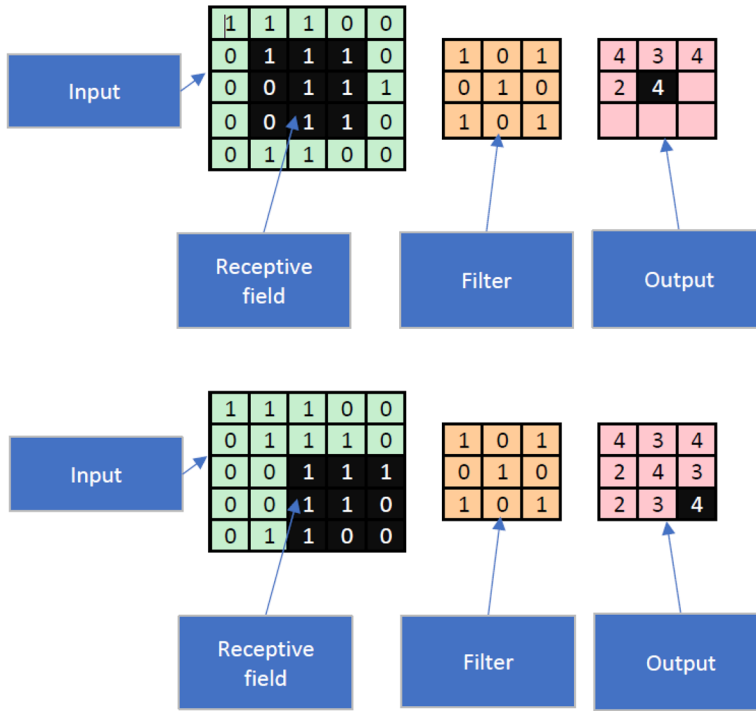 1 1 1 0 0
0 1 1 1 0
0 0 1 1 1
0 0 1 1 0
0 1 1 0 0
1 0 1
0 1 0
1 0 1
4 3 4
2 4
Input
Receptive
field
Filter
Output
1 1 1 0 0
0 1 1 1 0
0 0 1 1 1
0 0 1 1 0
0 1 1 0 0
1 0 1
0 1 0
1 0 1
4 3 4
2 4 3
2 3 4
Input
Receptive
field
Filter
Output